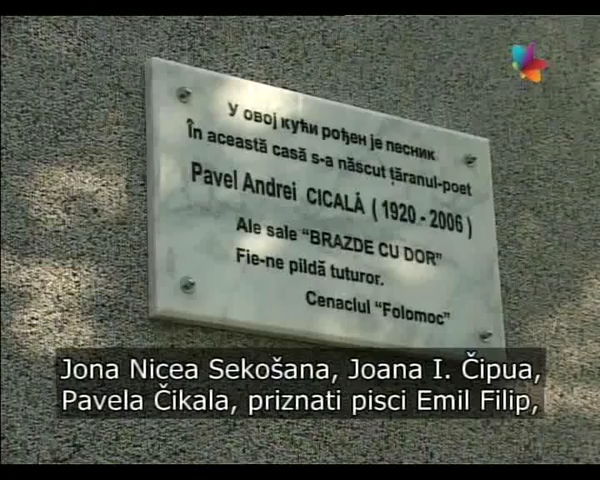 У овој кући рођен је песник
În această casă s-a născut țăranul-poet
Pavel Andrei CICALĂ ( 1920 - 2006 )
Ale sale "BRAZDE CU DOR"
Fie-ne pildă tuturor.
Cenaclul "Folomoc"
Jona Nicea Sekošana, Joana I. Čipua,
Pavela Čikala, priznati pisci Emil Filip,